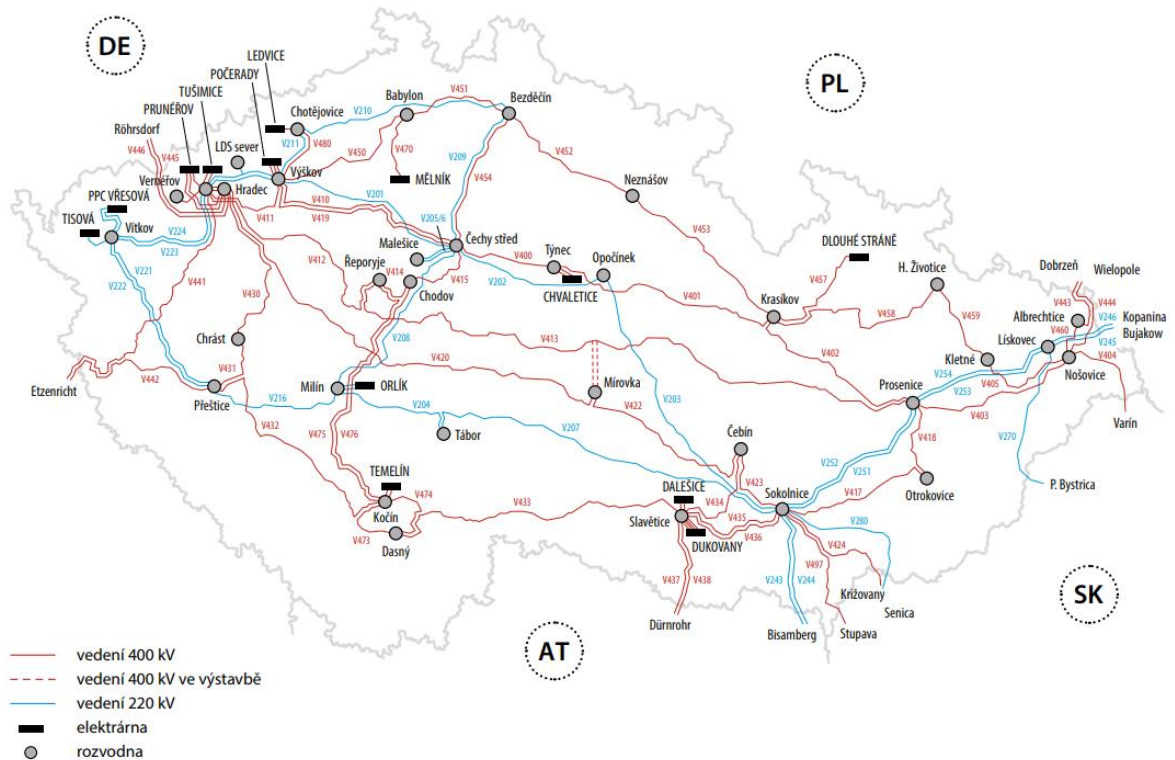 DE
PL
LEDVICE
POČERADY
TUŠIMICE
PRUNÉŘOV
Röhrsdorf
V446
V445
LDS sever
Chotějovice
V210
Babylon
V451
Bezděčín
V211
V480
V450
V470
V209
V454
V452
Vernéřov
Hradec
Výškov
MĚLNÍK
Neznášov
PPC VŘESOVÁ
TISOVÁ
Vítkov
V224
V223
V411
V410
V419
V201
V205/6
V453
Malešice
Čechy střed
V221
V222
V441
V412
Řeporyje
V414
V415
Chodov
V202
V400
Týnec
Opočínek
CHVALETICE
DLOUHÉ STRÁNĚ
V457
H. Životice
Dobrzeň
Wielopole
V430
V401
Krasíkov
V458
V459
V443
V444
V246
Albrechtice
V460
Kopanina
Bujakow
V245
Lískovec
V404
Chrást
V208
V413
V402
Kletné
V405
V254
V253
Nošovice
Etzenricht
V442
V431
V420
Přeštice
V216
Milín
ORLÍK
Mírovka
V422
Prosenice
V403
Varín
V204
Tábor
V207
V203
Čebín
V418
V270
V432
V475
V476
V252
V251
P. Bystrica
TEMELÍN
V474
Kočín
V433
DALEŠICE
V434
V423
Sokolnice
V417
Otrokovice
V473
Dasný
Slavětice
V435
V436
DUKOVANY
V280
V424
V497
V437
V438
V243
V244
Križovany
Senica
Dürnrohr
Bisamberg
Stupava
AT
SK
vedení 400 kV
vedení 400 kV ve výstavbě
vedení 220 kV
elektrárna
rozvodna